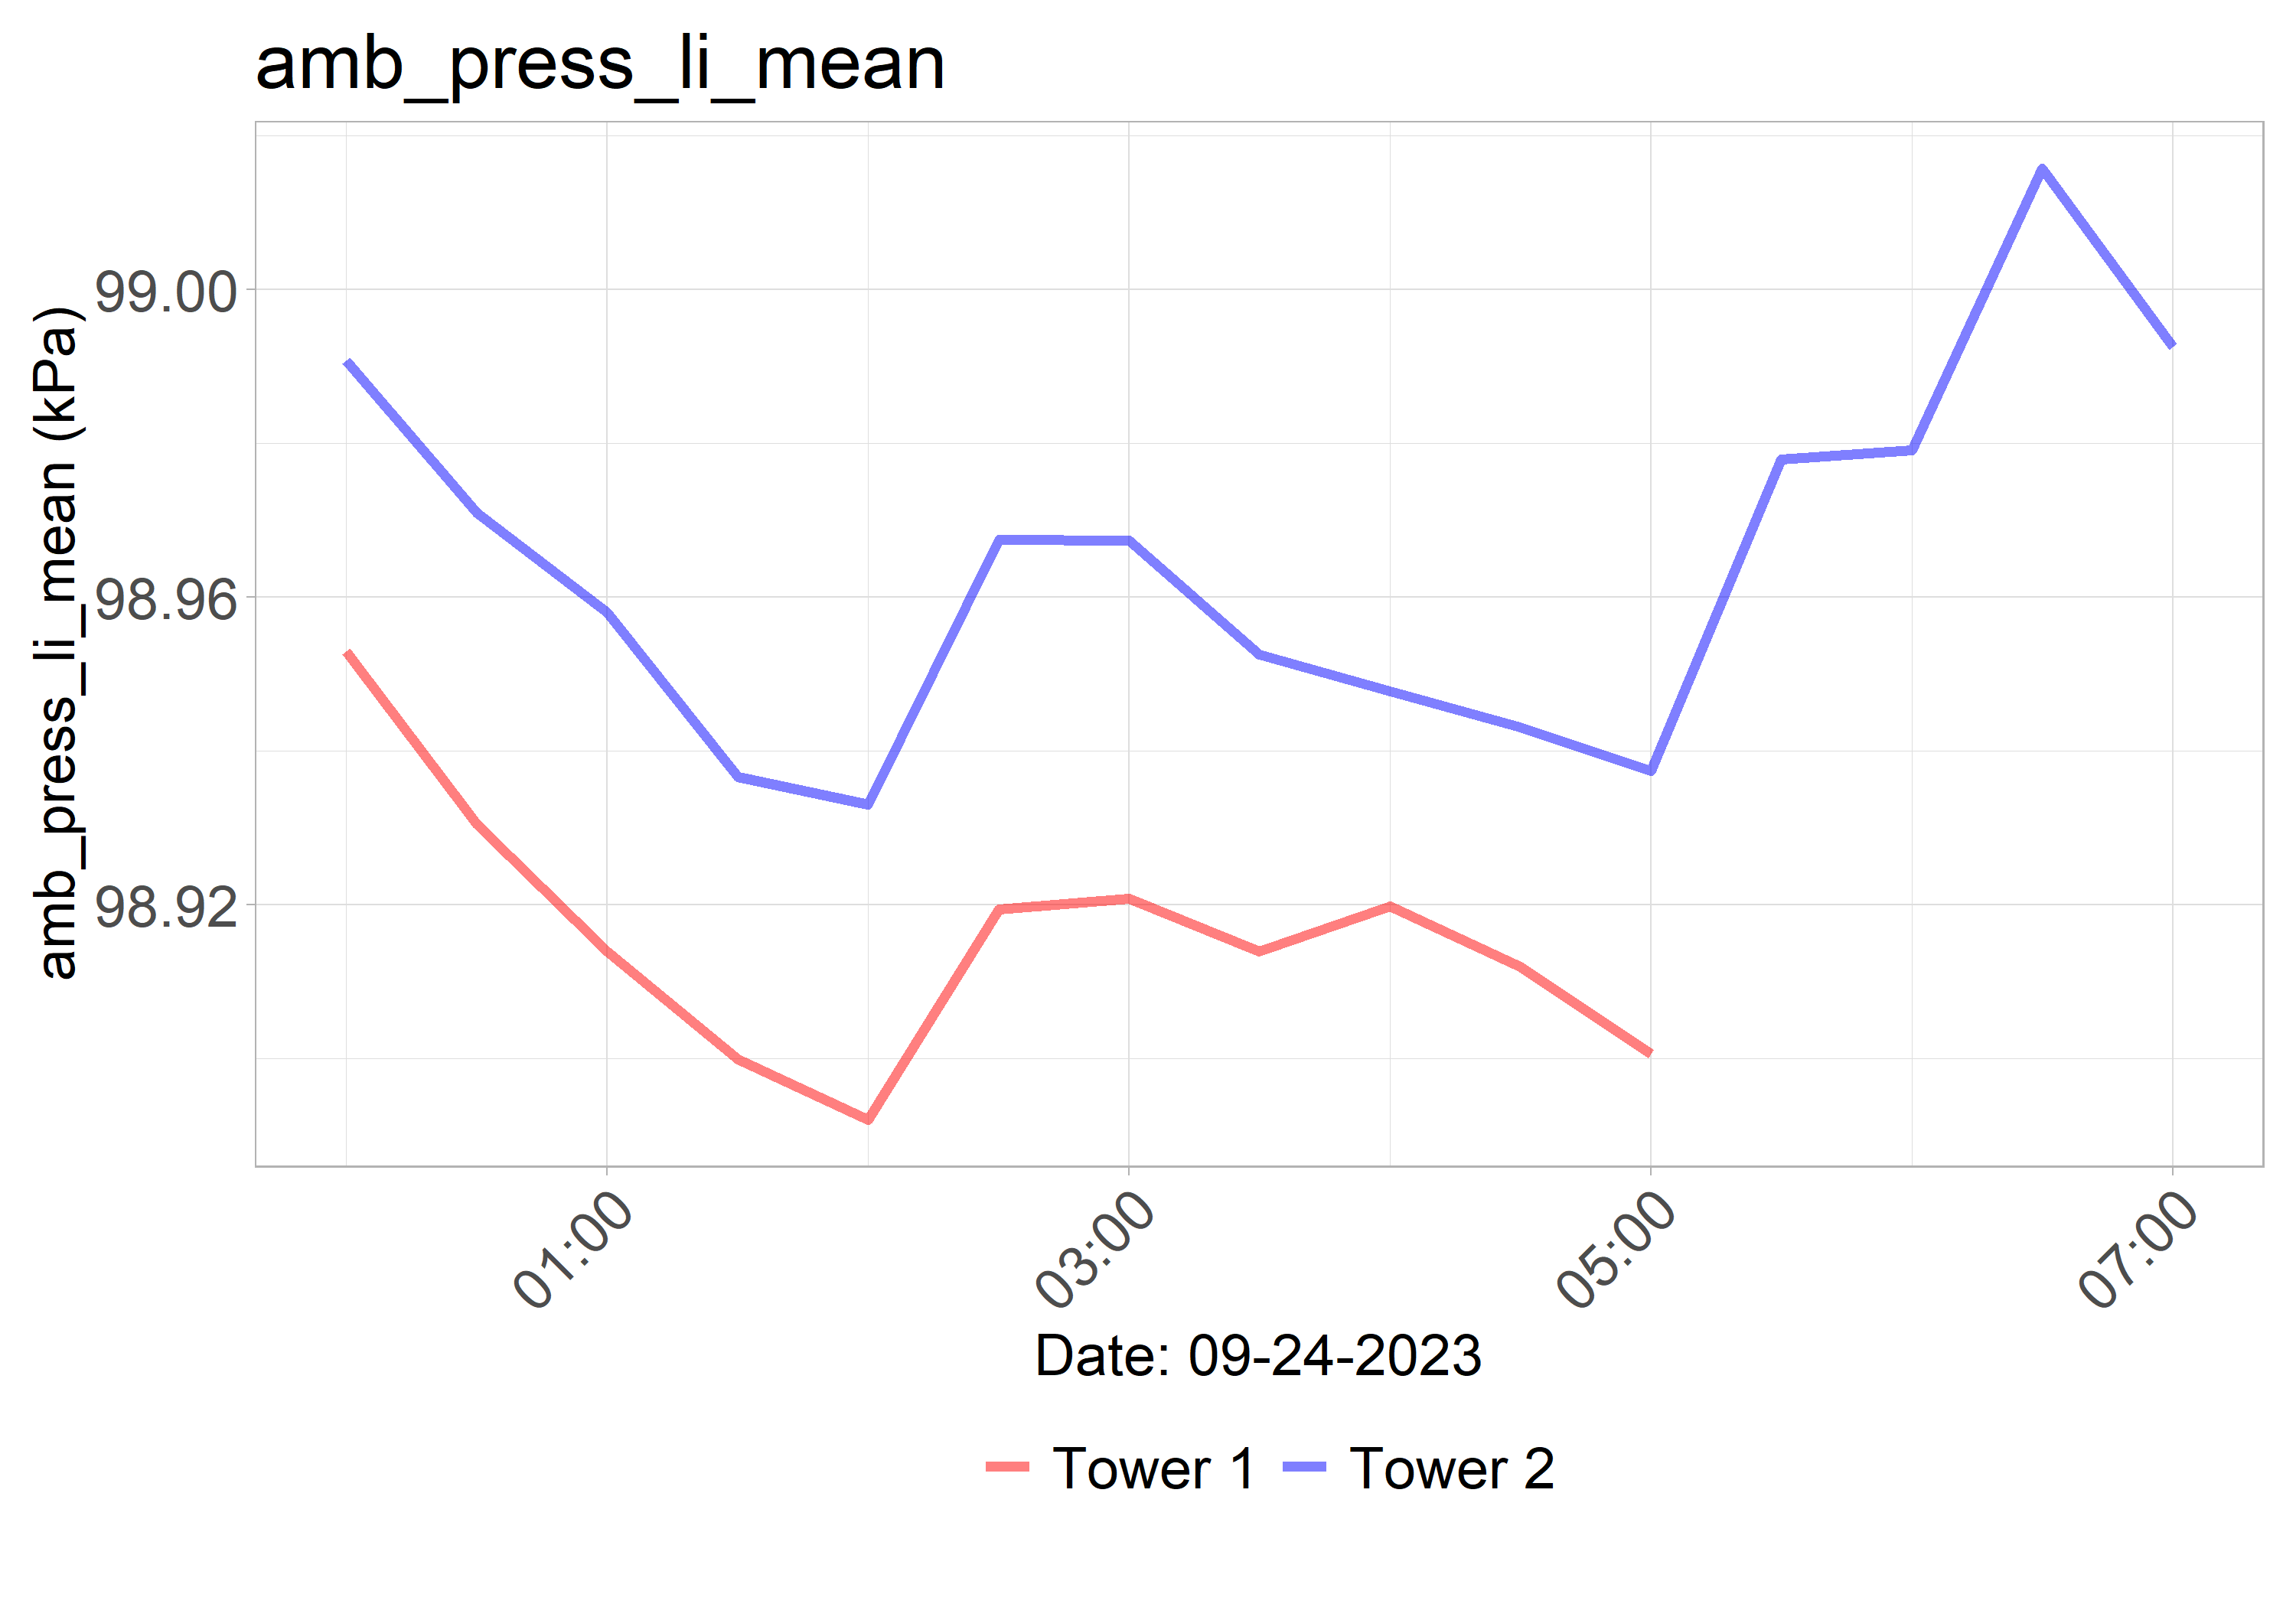 amb_press_li_mean
amb_press_li_mean (kPa)
99.00
98.96
98.92
01:00
03:00
05:00
07:00
Date: 09-24-2023
Tower 1
Tower 2